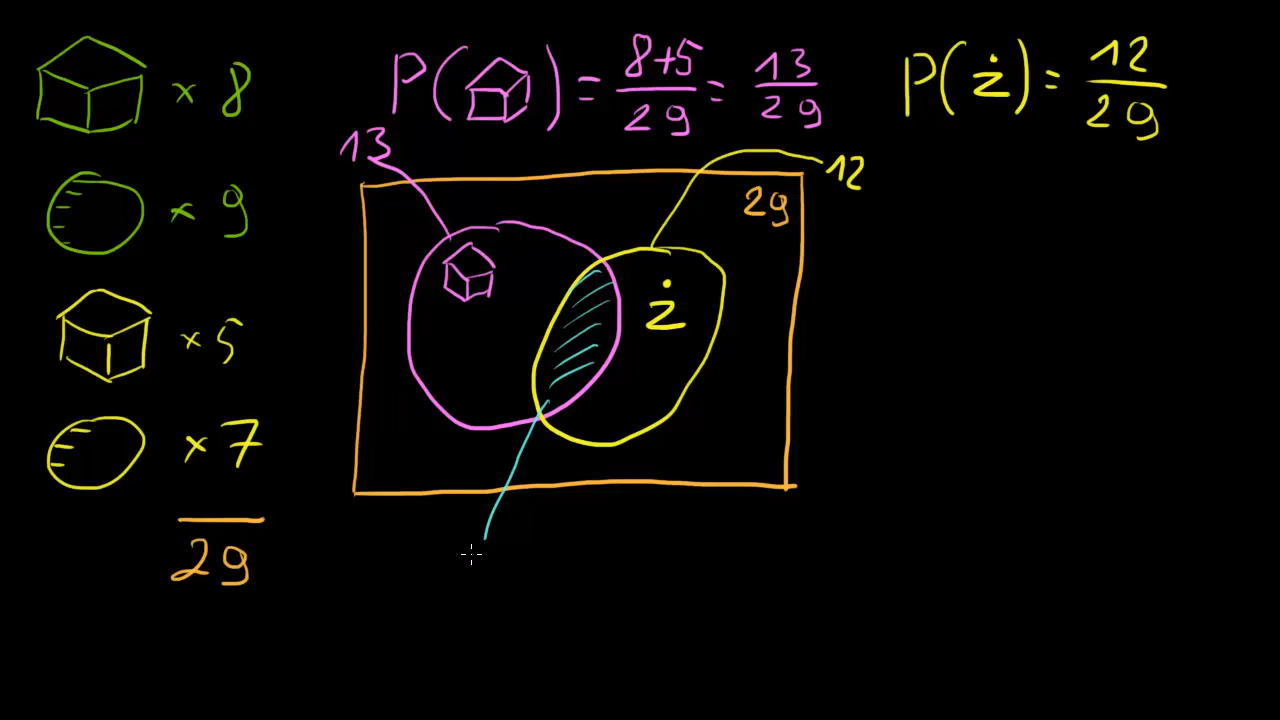 × 8
P( ) = 8+5/29 = 13/29
P(ż) = 12/29
13
12
× 9
29
ż
× 5
× 7
29